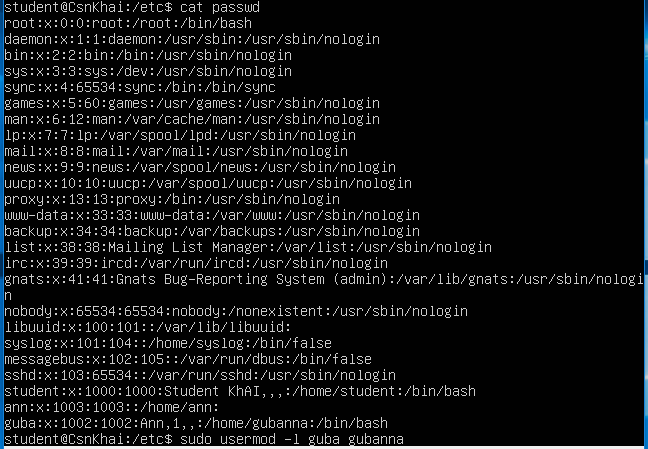 student@CsnKhai:/etc$ cat passwd
root:x:0:0:root:/root:/bin/bash
daemon:x:1:1:daemon:/usr/sbin:/usr/sbin/nologin
bin:x:2:2:bin:/bin:/usr/sbin/nologin
sys:x:3:3:sys:/dev:/usr/sbin/nologin
sync:x:4:65534:sync:/bin:/bin/sync
games:x:5:60:games:/usr/games:/usr/sbin/nologin
man:x:6:12:man:/var/cache/man:/usr/sbin/nologin
lp:x:7:7:lp:/var/spool/lpd:/usr/sbin/nologin
mail:x:8:8:mail:/var/mail:/usr/sbin/nologin
news:x:9:9:news:/var/spool/news:/usr/sbin/nologin
uucp:x:10:10:uucp:/var/spool/uucp:/usr/sbin/nologin
proxy:x:13:13:proxy:/bin:/usr/sbin/nologin
www-data:x:33:33:www-data:/var/www:/usr/sbin/nologin
backup:x:34:34:backup:/var/backups:/usr/sbin/nologin
list:x:38:38:Mailing List Manager:/var/list:/usr/sbin/nologin
irc:x:39:39:ircd:/var/run/ircd:/usr/sbin/nologin
gnats:x:41:41:Gnats Bug-Reporting System (admin):/var/lib/gnats:/usr/sbin/nologi
n
nobody:x:65534:65534:nobody:/nonexistent:/usr/sbin/nologin
libuuid:x:100:101::/var/lib/libuuid:
syslog:x:101:104::/home/syslog:/bin/false
messagebus:x:102:105::/var/run/dbus:/bin/false
sshd:x:103:65534::/var/run/sshd:/usr/sbin/nologin
student:x:1000:1000:Student KhAI,,,:/home/student:/bin/bash
ann:x:1003:1003::/home/ann:
guba:x:1002:1002:Ann,1,,:/home/gubanna:/bin/bash
student@CsnKhai:/etc$ sudo usermod -l guba gubanna